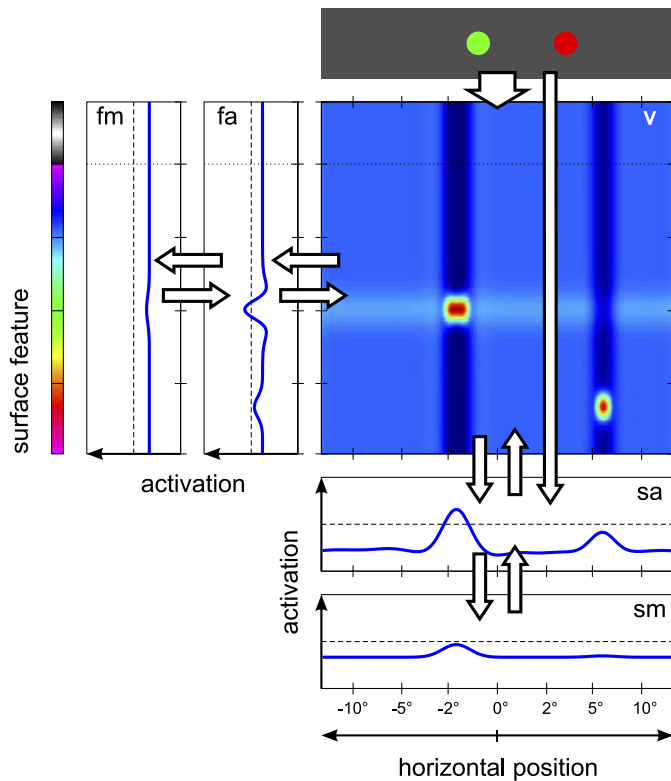 fm
fa
v
surface feature
activation
sa
activation
sm
-10° -5° -2° 0° 2° 5° 10°
horizontal position